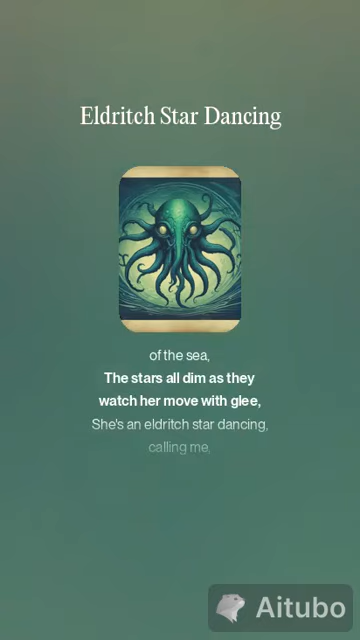 Eldritch Star Dancing
of the sea,
The stars all dim as they
watch her move with glee,
She's an eldritch star dancing,
calling me,
Aitubo